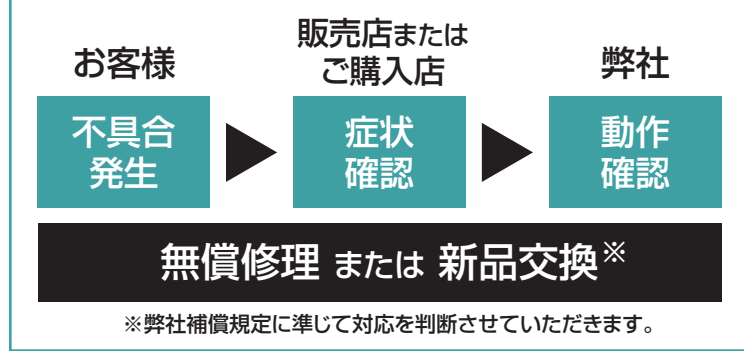 お客様
不具合
発生
販売店または
ご購入店
症状
確認
弊社
動作
確認
無償修理 または 新品交換※
※弊社補償規定に準じて対応を判断させていただきます。